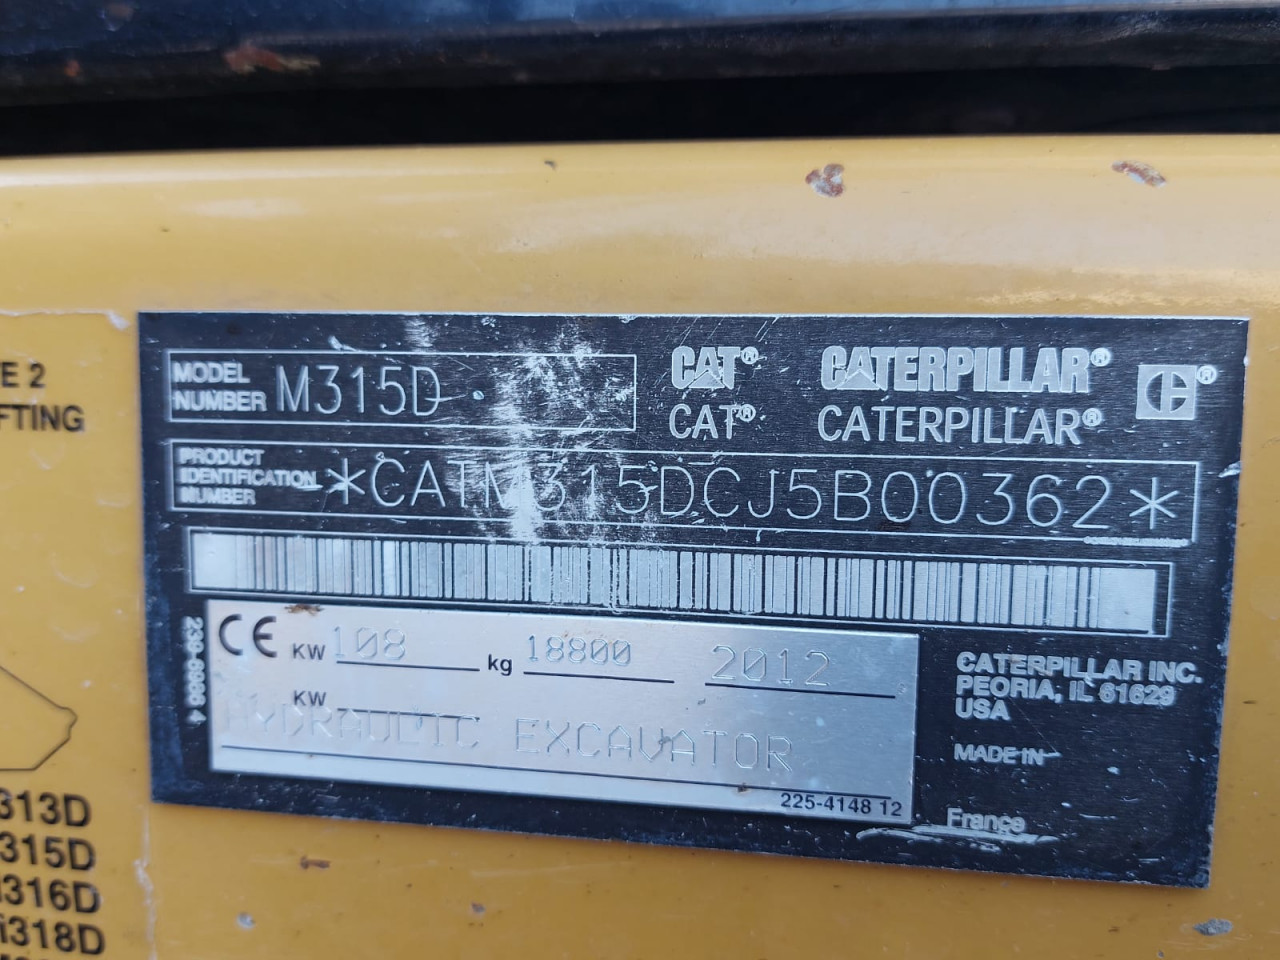 E 2
FTING
MODEL NUMBER M315D
CAT® CATERPILLAR®
CAT® CATERPILLAR®
PRODUCT IDENTIFICATION NUMBER *CATM315DCJ5B00362*
CE KW 108 kg 18800 2012
KW
HYDRAULIC EXCAVATOR
225-4148 12
CATERPILLAR INC.
PEORIA, IL 61629
USA
MADE IN
France
313D
315D
316D
318D